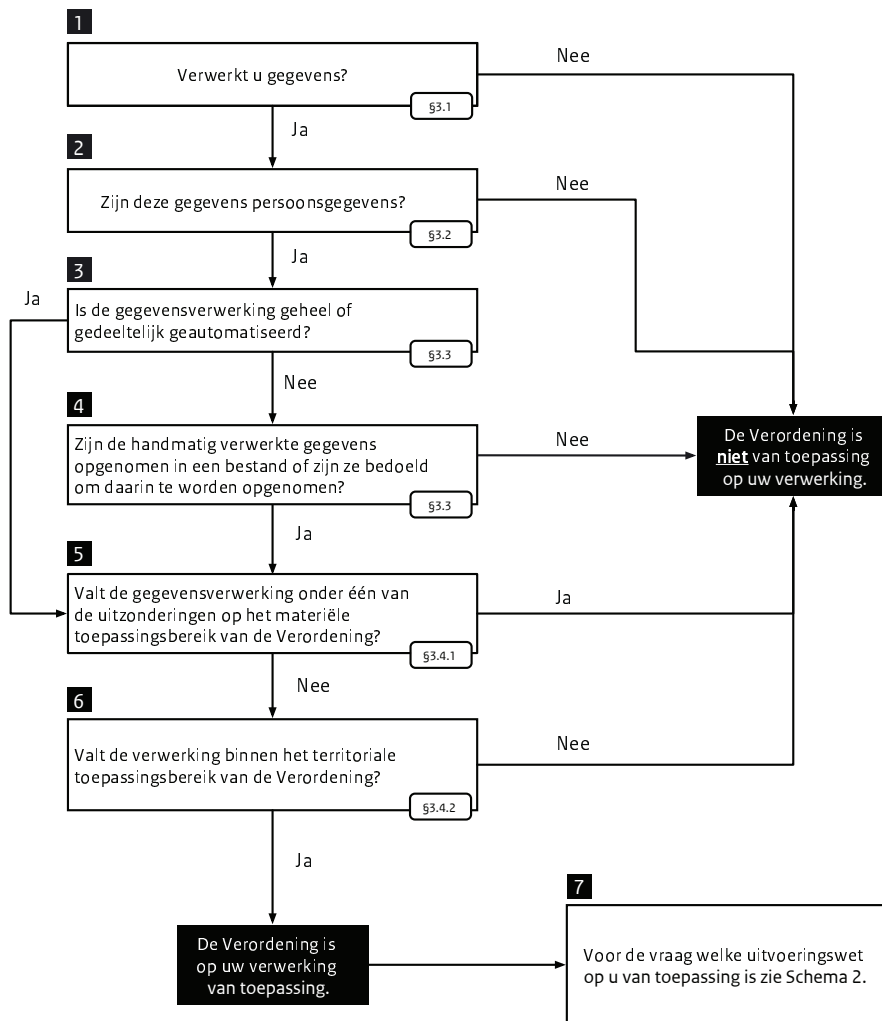 1
Verwerkt u gegevens?
Nee
§3.1
Ja
2
Zijn deze gegevens persoonsgegevens?
Nee
§3.2
Ja
3
Ja
Is de gegevensverwerking geheel of
gedeeltelijk geautomatiseerd?
§3.3
Nee
4
Zijn de handmatig verwerkte gegevens
opgenomen in een bestand of zijn ze bedoeld
om daarin te worden opgenomen?
Nee
§3.3
De Verordening is
niet van toepassing
op uw verwerking.
Ja
5
Valt de gegevensverwerking onder één van
de uitzonderingen op het materiële
toepassingsbereik van de Verordening?
Ja
§3.4.1
Nee
6
Valt de verwerking binnen het territoriale
toepassingsbereik van de Verordening?
Nee
§3.4.2
Ja
De Verordening is
op uw verwerking
van toepassing.
7
Voor de vraag welke uitvoeringswet
op u van toepassing is zie Schema 2.